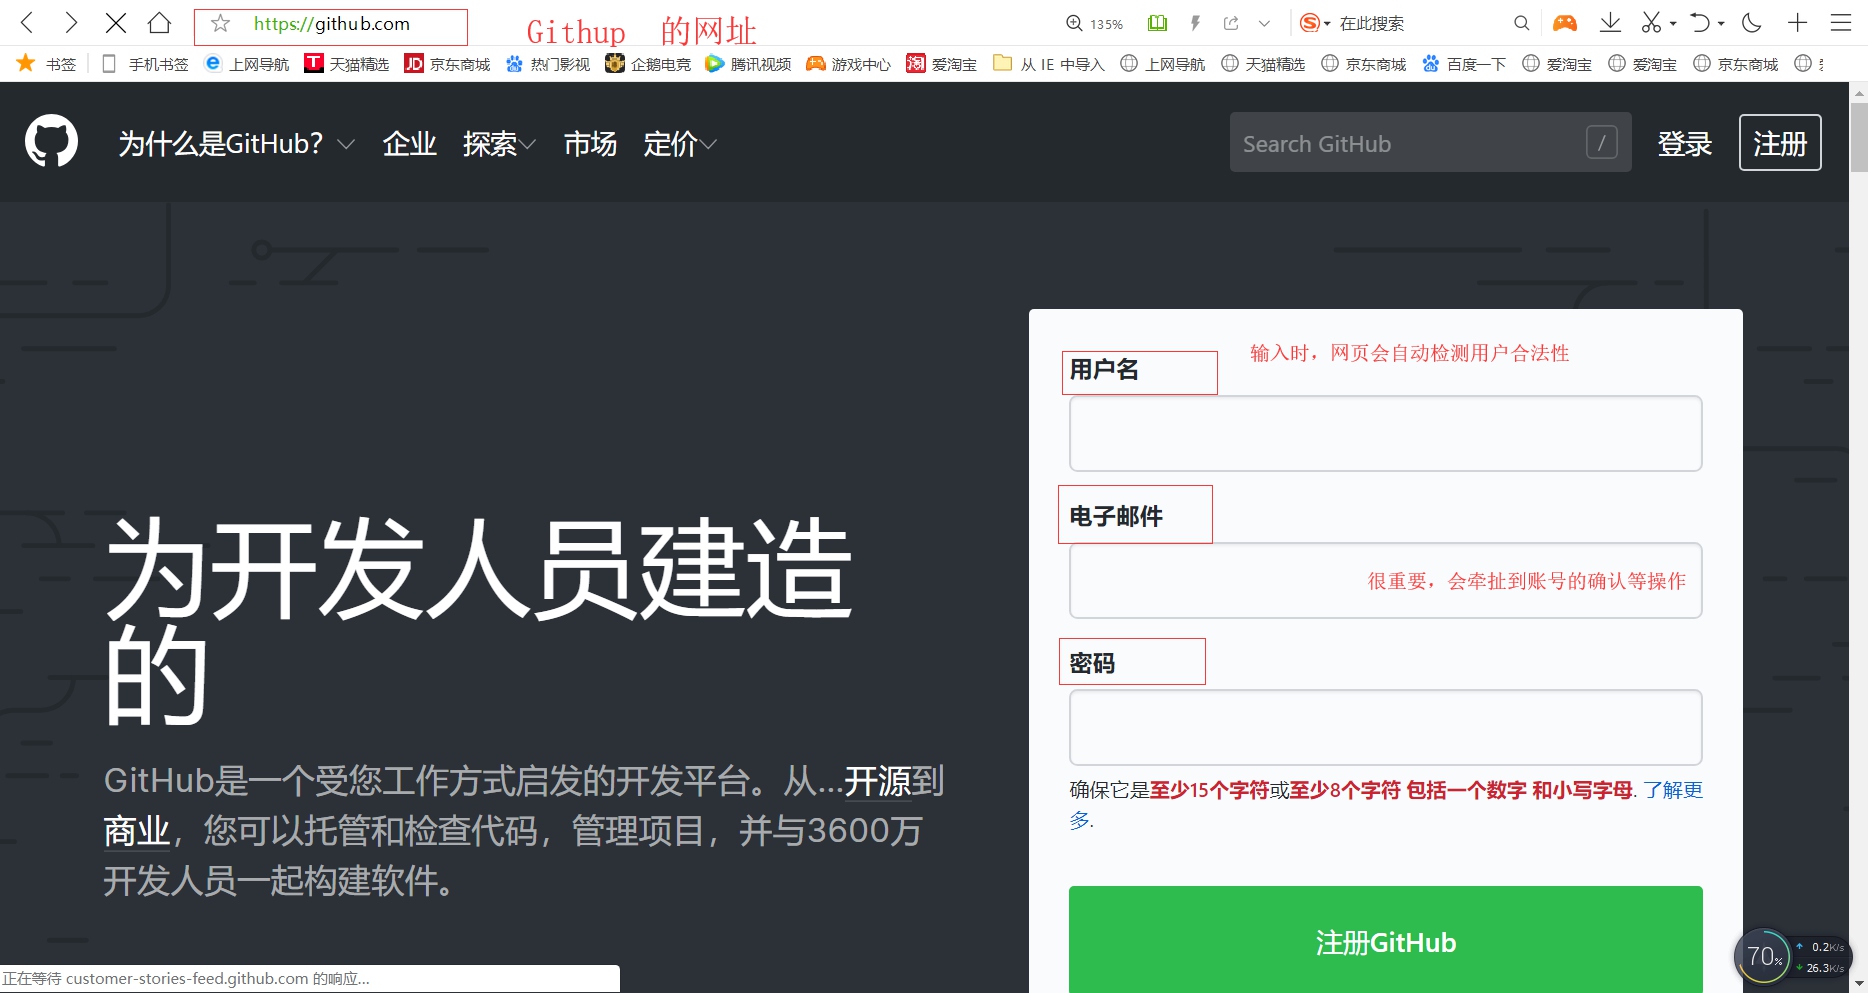 https://github.com
Githup 的网址
135%
在此搜索
书签 手机书签 上网导航 天猫精选 京东商城 热门影视 企鹅电竞 腾讯视频 游戏中心 爱淘宝 从 IE 中导入 上网导航 天猫精选 京东商城 百度一下 爱淘宝 爱淘宝 京东商城
为什么是GitHub? 企业 探索 市场 定价
Search GitHub /
登录 注册
用户名
输入时，网页会自动检测用户合法性
电子邮件
很重要，会牵扯到账号的确认等操作
密码
确保它是至少15个字符或至少8个字符 包括一个数字 和小写字母. 了解更
多.
注册GitHub
为开发人员建造
的
GitHub是一个受您工作方式启发的开发平台。从...开源到
商业，您可以托管和检查代码，管理项目，并与3600万
开发人员一起构建软件。
正在等待 customer-stories-feed.github.com 的响应...
70%
0.2K/s
26.3K/s